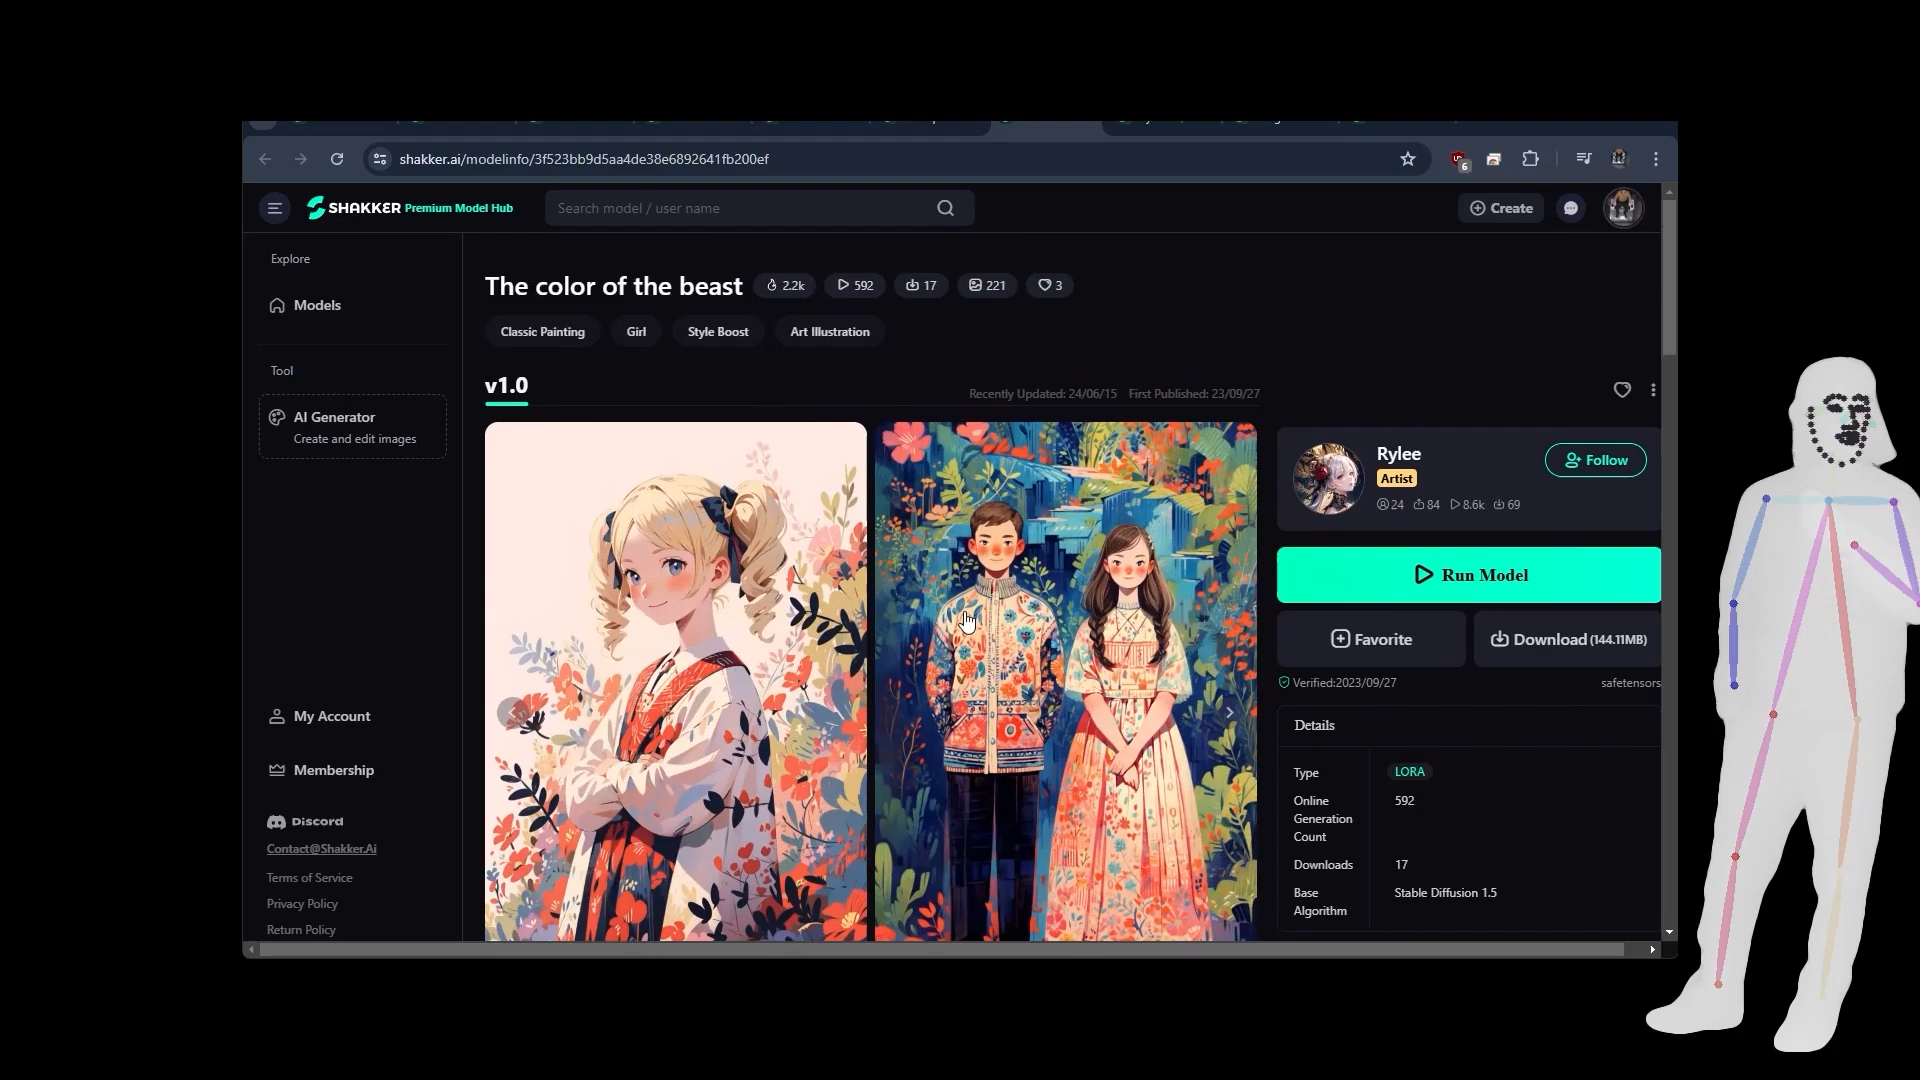 shakker.ai/modelinfo/3f523bb9d5aa4de38e6892641fb200ef
6
SHAKKER Premium Model Hub
Search model / user name
Create
Explore
Models
Tool
AI Generator
Create and edit images
My Account
Membership
Discord
Contact@Shakker.Ai
Terms of Service
Privacy Policy
Return Policy
The color of the beast 2.2k 592 17 221 3
Classic Painting Girl Style Boost Art Illustration
v1.0
Recently Updated: 24/06/15 First Published: 23/09/27
Rylee
Artist
24 84 8.6k 69
Follow
Run Model
Favorite
Download (144.11MB)
Verified:2023/09/27 safetensors
Details
Type LORA
Online Generation Count 592
Downloads 17
Base Algorithm Stable Diffusion 1.5